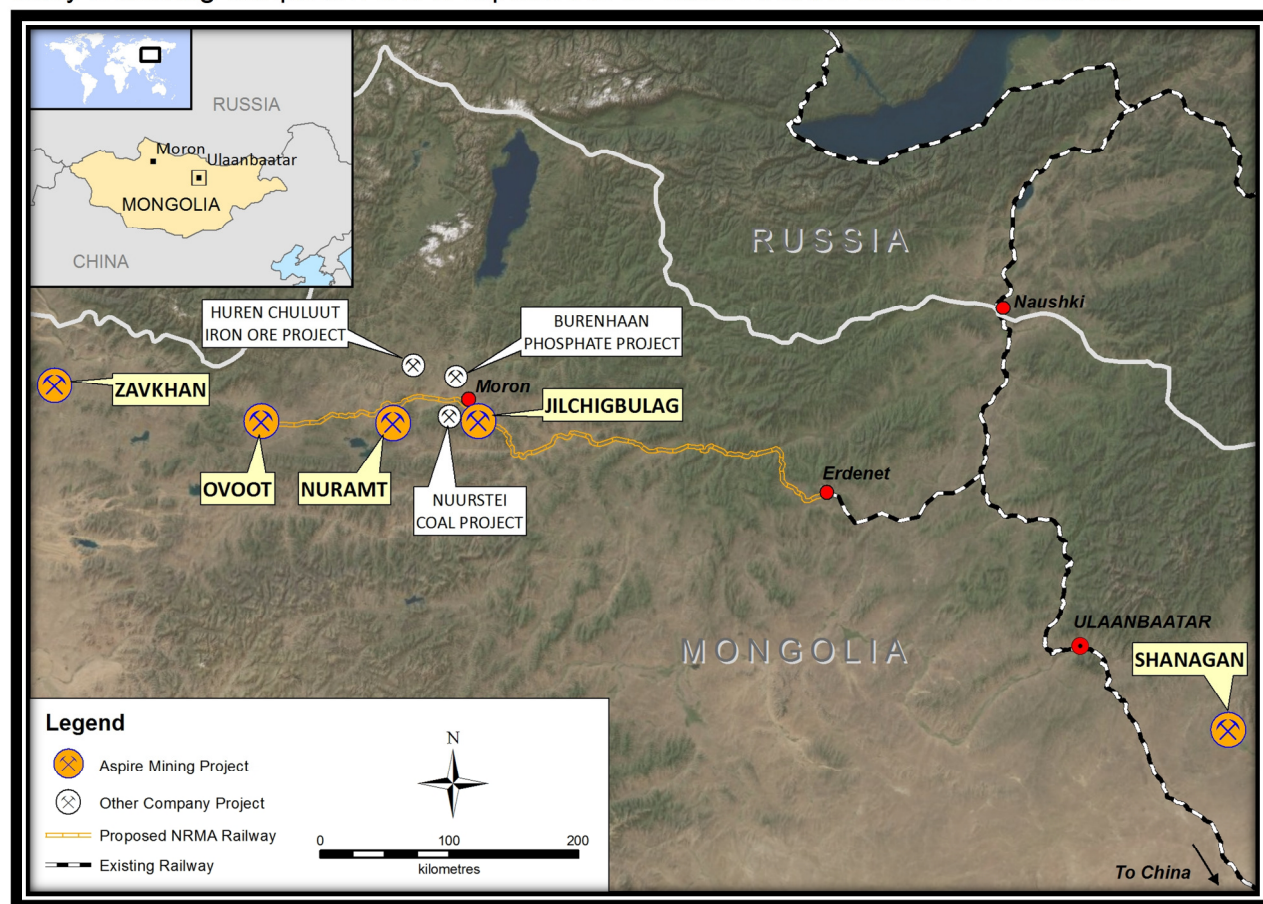 RUSSIA
Moron
Ulaanbaatar
MONGOLIA
CHINA
RUSSIA
Naushki
HUREN CHULUUT
IRON ORE PROJECT
BURENHAAN
PHOSPHATE PROJECT
ZAVKHAN
Moron
JILCHIGBULAG
OVOOT
NURAMT
NUURSTEI
COAL PROJECT
Erdenet
MONGOLIA
ULAANBAATAR
SHANAGAN
To China
Legend
Aspire Mining Project
Other Company Project
Proposed NRMA Railway
Existing Railway
N
0 100 200
kilometres